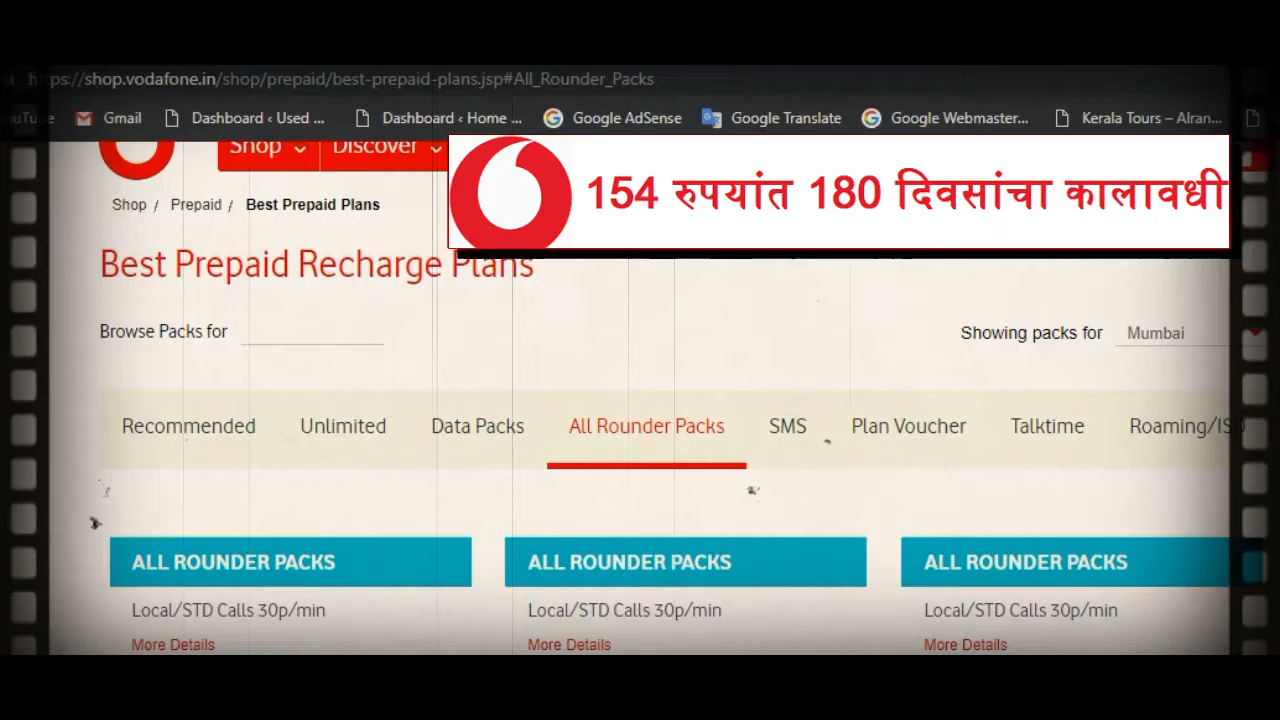 https://shop.vodafone.in/shop/prepaid/best-prepaid-plans.jsp#All_Rounder_Packs
YouTube Gmail Dashboard ‹ Used ... Dashboard ‹ Home ... Google AdSense Google Translate Google Webmaster... Kerala Tours – Alran...
Shop Discover
154 रुपयांत 180 दिवसांचा कालावधी
Shop / Prepaid / Best Prepaid Plans
Best Prepaid Recharge Plans
Browse Packs for
Showing packs for Mumbai
Recommended Unlimited Data Packs All Rounder Packs SMS Plan Voucher Talktime Roaming/ISD
ALL ROUNDER PACKS ALL ROUNDER PACKS ALL ROUNDER PACKS
Local/STD Calls 30p/min Local/STD Calls 30p/min Local/STD Calls 30p/min
More Details More Details More Details